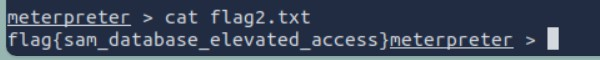 meterpreter > cat flag2.txt
flag{sam_database_elevated_access}meterpreter >